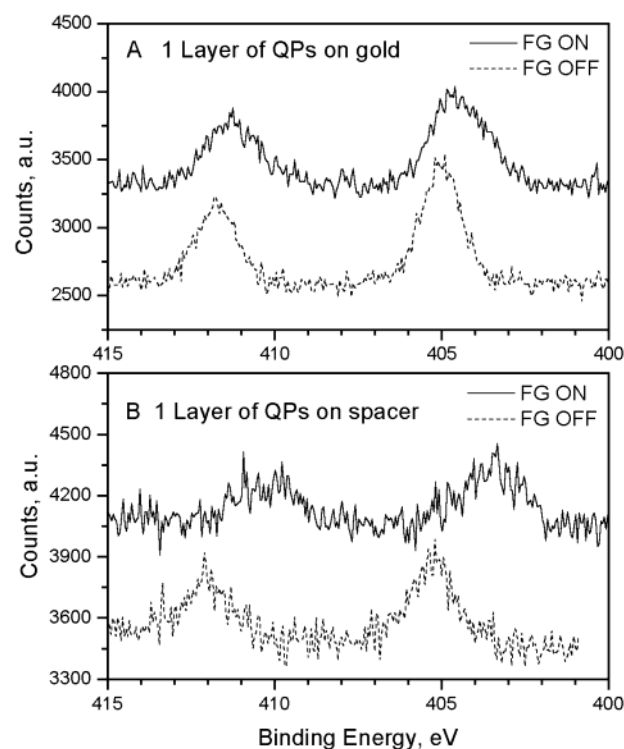 4500
A 1 Layer of QPs on gold
FG ON
FG OFF
4000
3500
3000
2500
Counts, a.u.
415 410 405 400
4800
FG ON
B 1 Layer of QPs on spacer
FG OFF
4500
4200
3900
3600
3300
Counts, a.u.
415 410 405 400
Binding Energy, eV